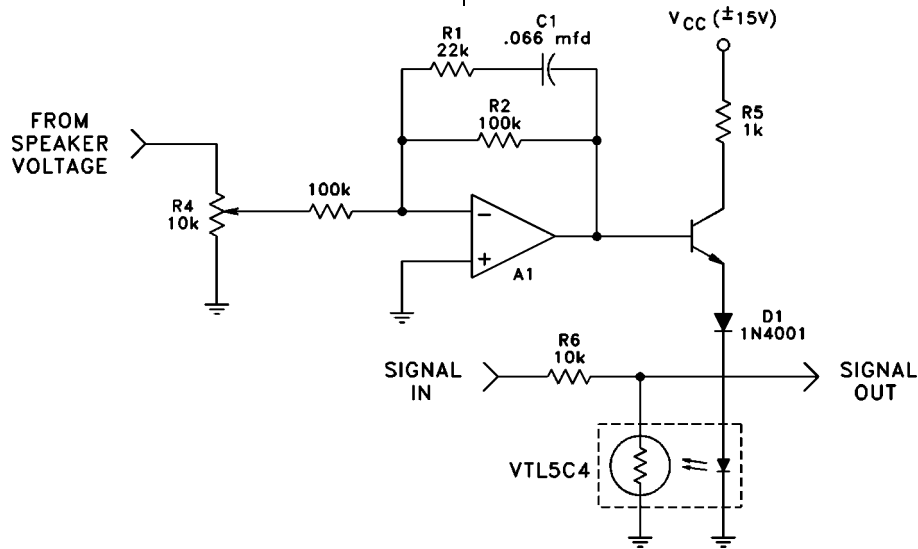 R1
22k
C1
.066 mfd
VCC (±15V)
R2
100k
R5
1k
FROM
SPEAKER
VOLTAGE
R4
10k
100k
−
+
A1
D1
1N4001
SIGNAL
IN
R6
10k
SIGNAL
OUT
VTL5C4